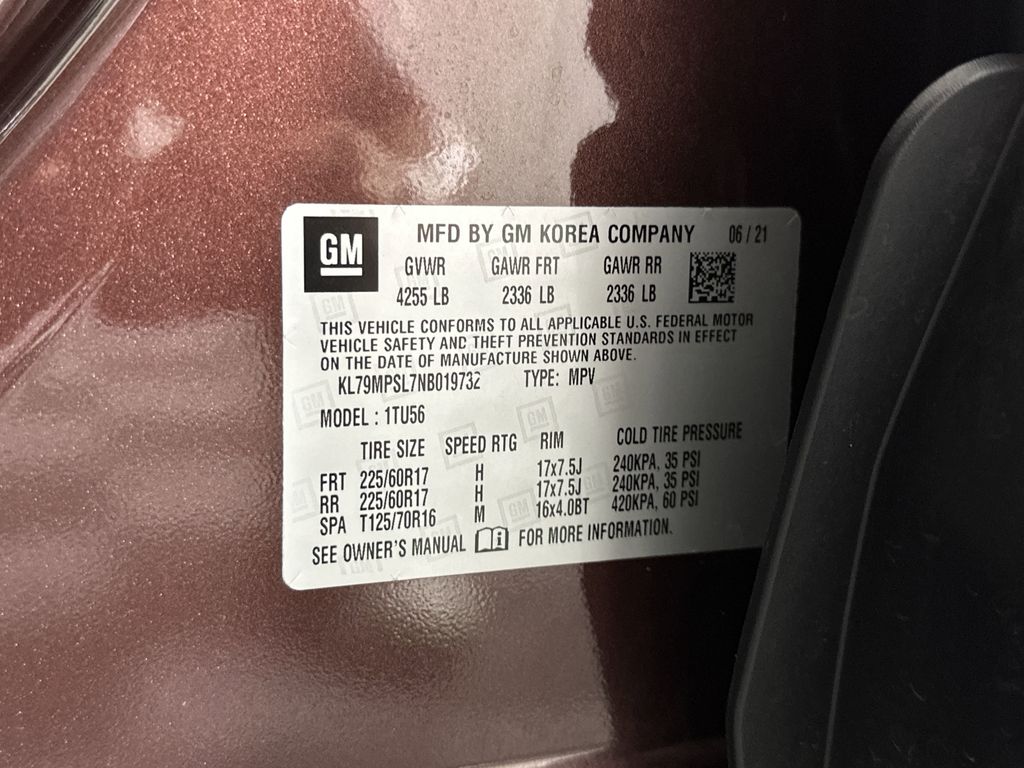 GM MFD BY GM KOREA COMPANY 06 / 21
GVWR GAWR FRT GAWR RR
4255 LB 2336 LB 2336 LB
THIS VEHICLE CONFORMS TO ALL APPLICABLE U.S. FEDERAL MOTOR
VEHICLE SAFETY AND THEFT PREVENTION STANDARDS IN EFFECT
ON THE DATE OF MANUFACTURE SHOWN ABOVE.
KL79MPSL7NB019732 TYPE: MPV
MODEL : 1TU56
TIRE SIZE SPEED RTG RIM COLD TIRE PRESSURE
FRT 225/60R17 H 17x7.5J 240KPA, 35 PSI
RR 225/60R17 H 17x7.5J 240KPA, 35 PSI
SPA T125/70R16 M 16x4.0BT 420KPA, 60 PSI
SEE OWNER'S MANUAL FOR MORE INFORMATION.